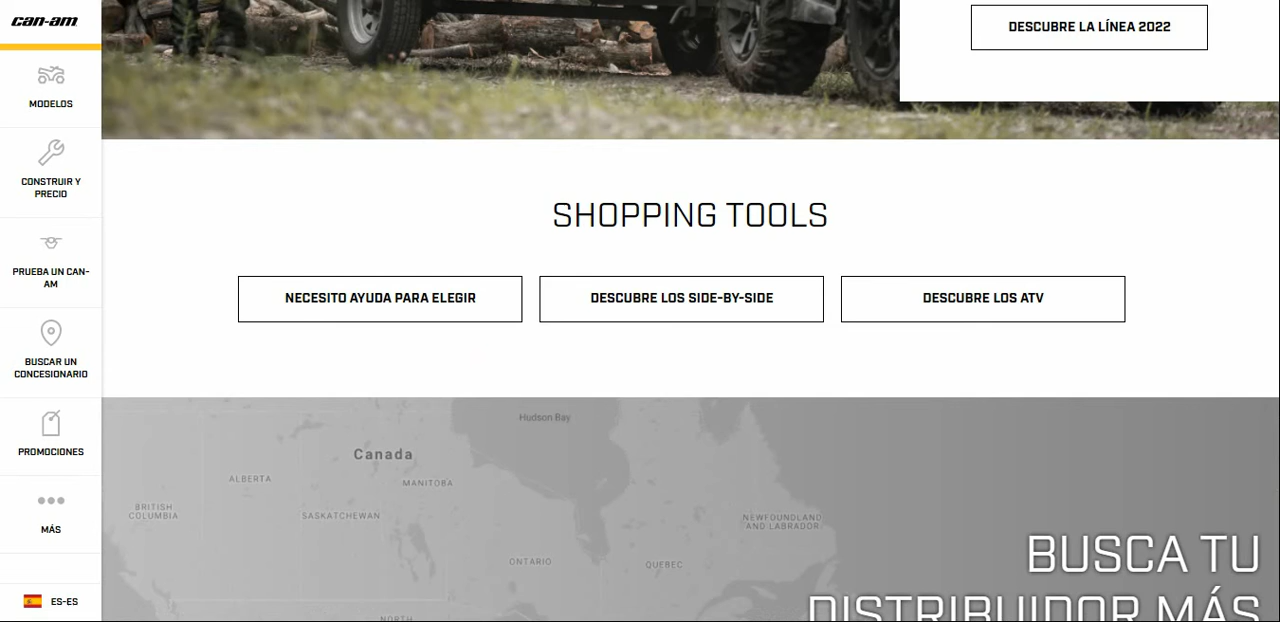 can-am
MODELOS
CONSTRUIR Y
PRECIO
PRUEBA UN CAN-
AM
BUSCAR UN
CONCESIONARIO
PROMOCIONES
MÁS
ES-ES
DESCUBRE LA LÍNEA 2022
SHOPPING TOOLS
NECESITO AYUDA PARA ELEGIR
DESCUBRE LOS SIDE-BY-SIDE
DESCUBRE LOS ATV
Hudson Bay
Canada
ALBERTA
MANITOBA
BRITISH
COLUMBIA
SASKATCHEWAN
NEWFOUNDLAND
AND LABRADOR
ONTARIO
QUEBEC
NORTH
BUSCA TU
DISTRIBUIDOR MÁS